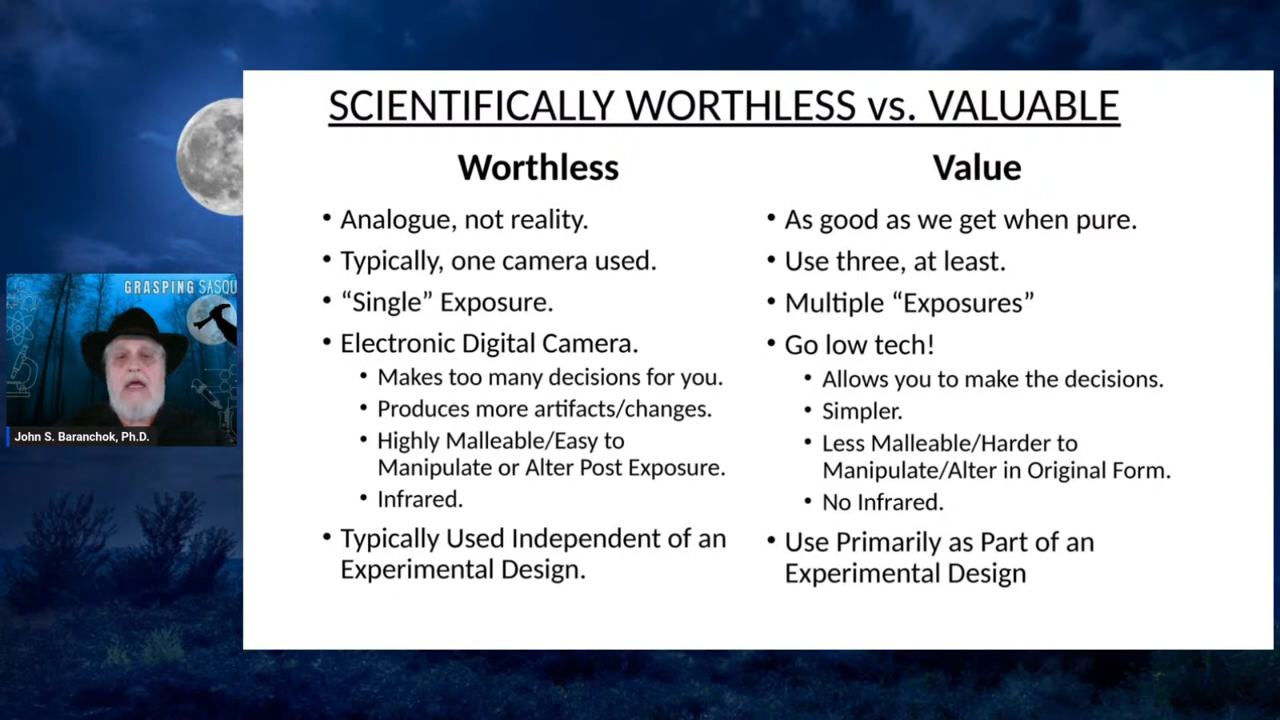 SCIENTIFICALLY WORTHLESS vs. VALUABLE
Worthless
• Analogue, not reality.
• Typically, one camera used.
• “Single” Exposure.
• Electronic Digital Camera.
• Makes too many decisions for you.
• Produces more artifacts/changes.
• Highly Malleable/Easy to
Manipulate or Alter Post Exposure.
• Infrared.
• Typically Used Independent of an
Experimental Design.
Value
• As good as we get when pure.
• Use three, at least.
• Multiple “Exposures”
• Go low tech!
• Allows you to make the decisions.
• Simpler.
• Less Malleable/Harder to
Manipulate/Alter in Original Form.
• No Infrared.
• Use Primarily as Part of an
Experimental Design
GRASPING SASQU
John S. Baranchok, Ph.D.